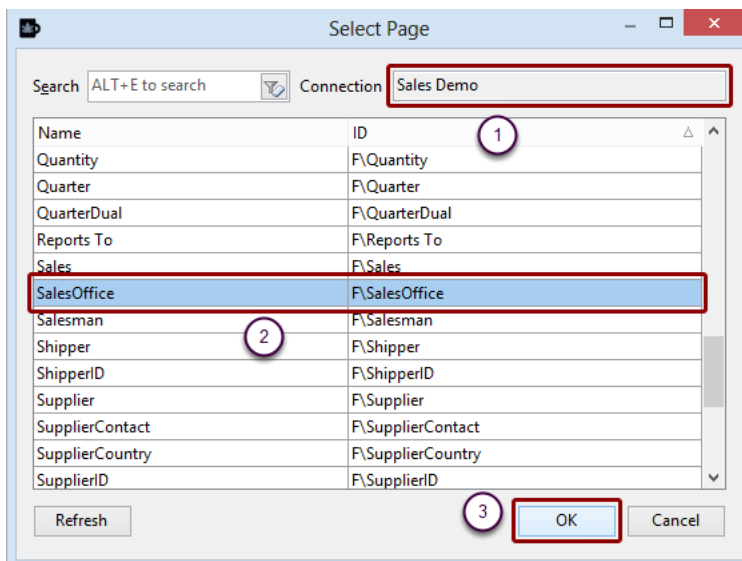 Select Page
Search ALT+E to search Connection Sales Demo
Name ID
1
Quantity F\Quantity
Quarter F\Quarter
QuarterDual F\QuarterDual
Reports To F\Reports To
Sales F\Sales
SalesOffice F\SalesOffice
Salesman F\Salesman
2
Shipper F\Shipper
ShipperID F\ShipperID
Supplier F\Supplier
SupplierContact F\SupplierContact
SupplierCountry F\SupplierCountry
SupplierID F\SupplierID
3
Refresh OK Cancel